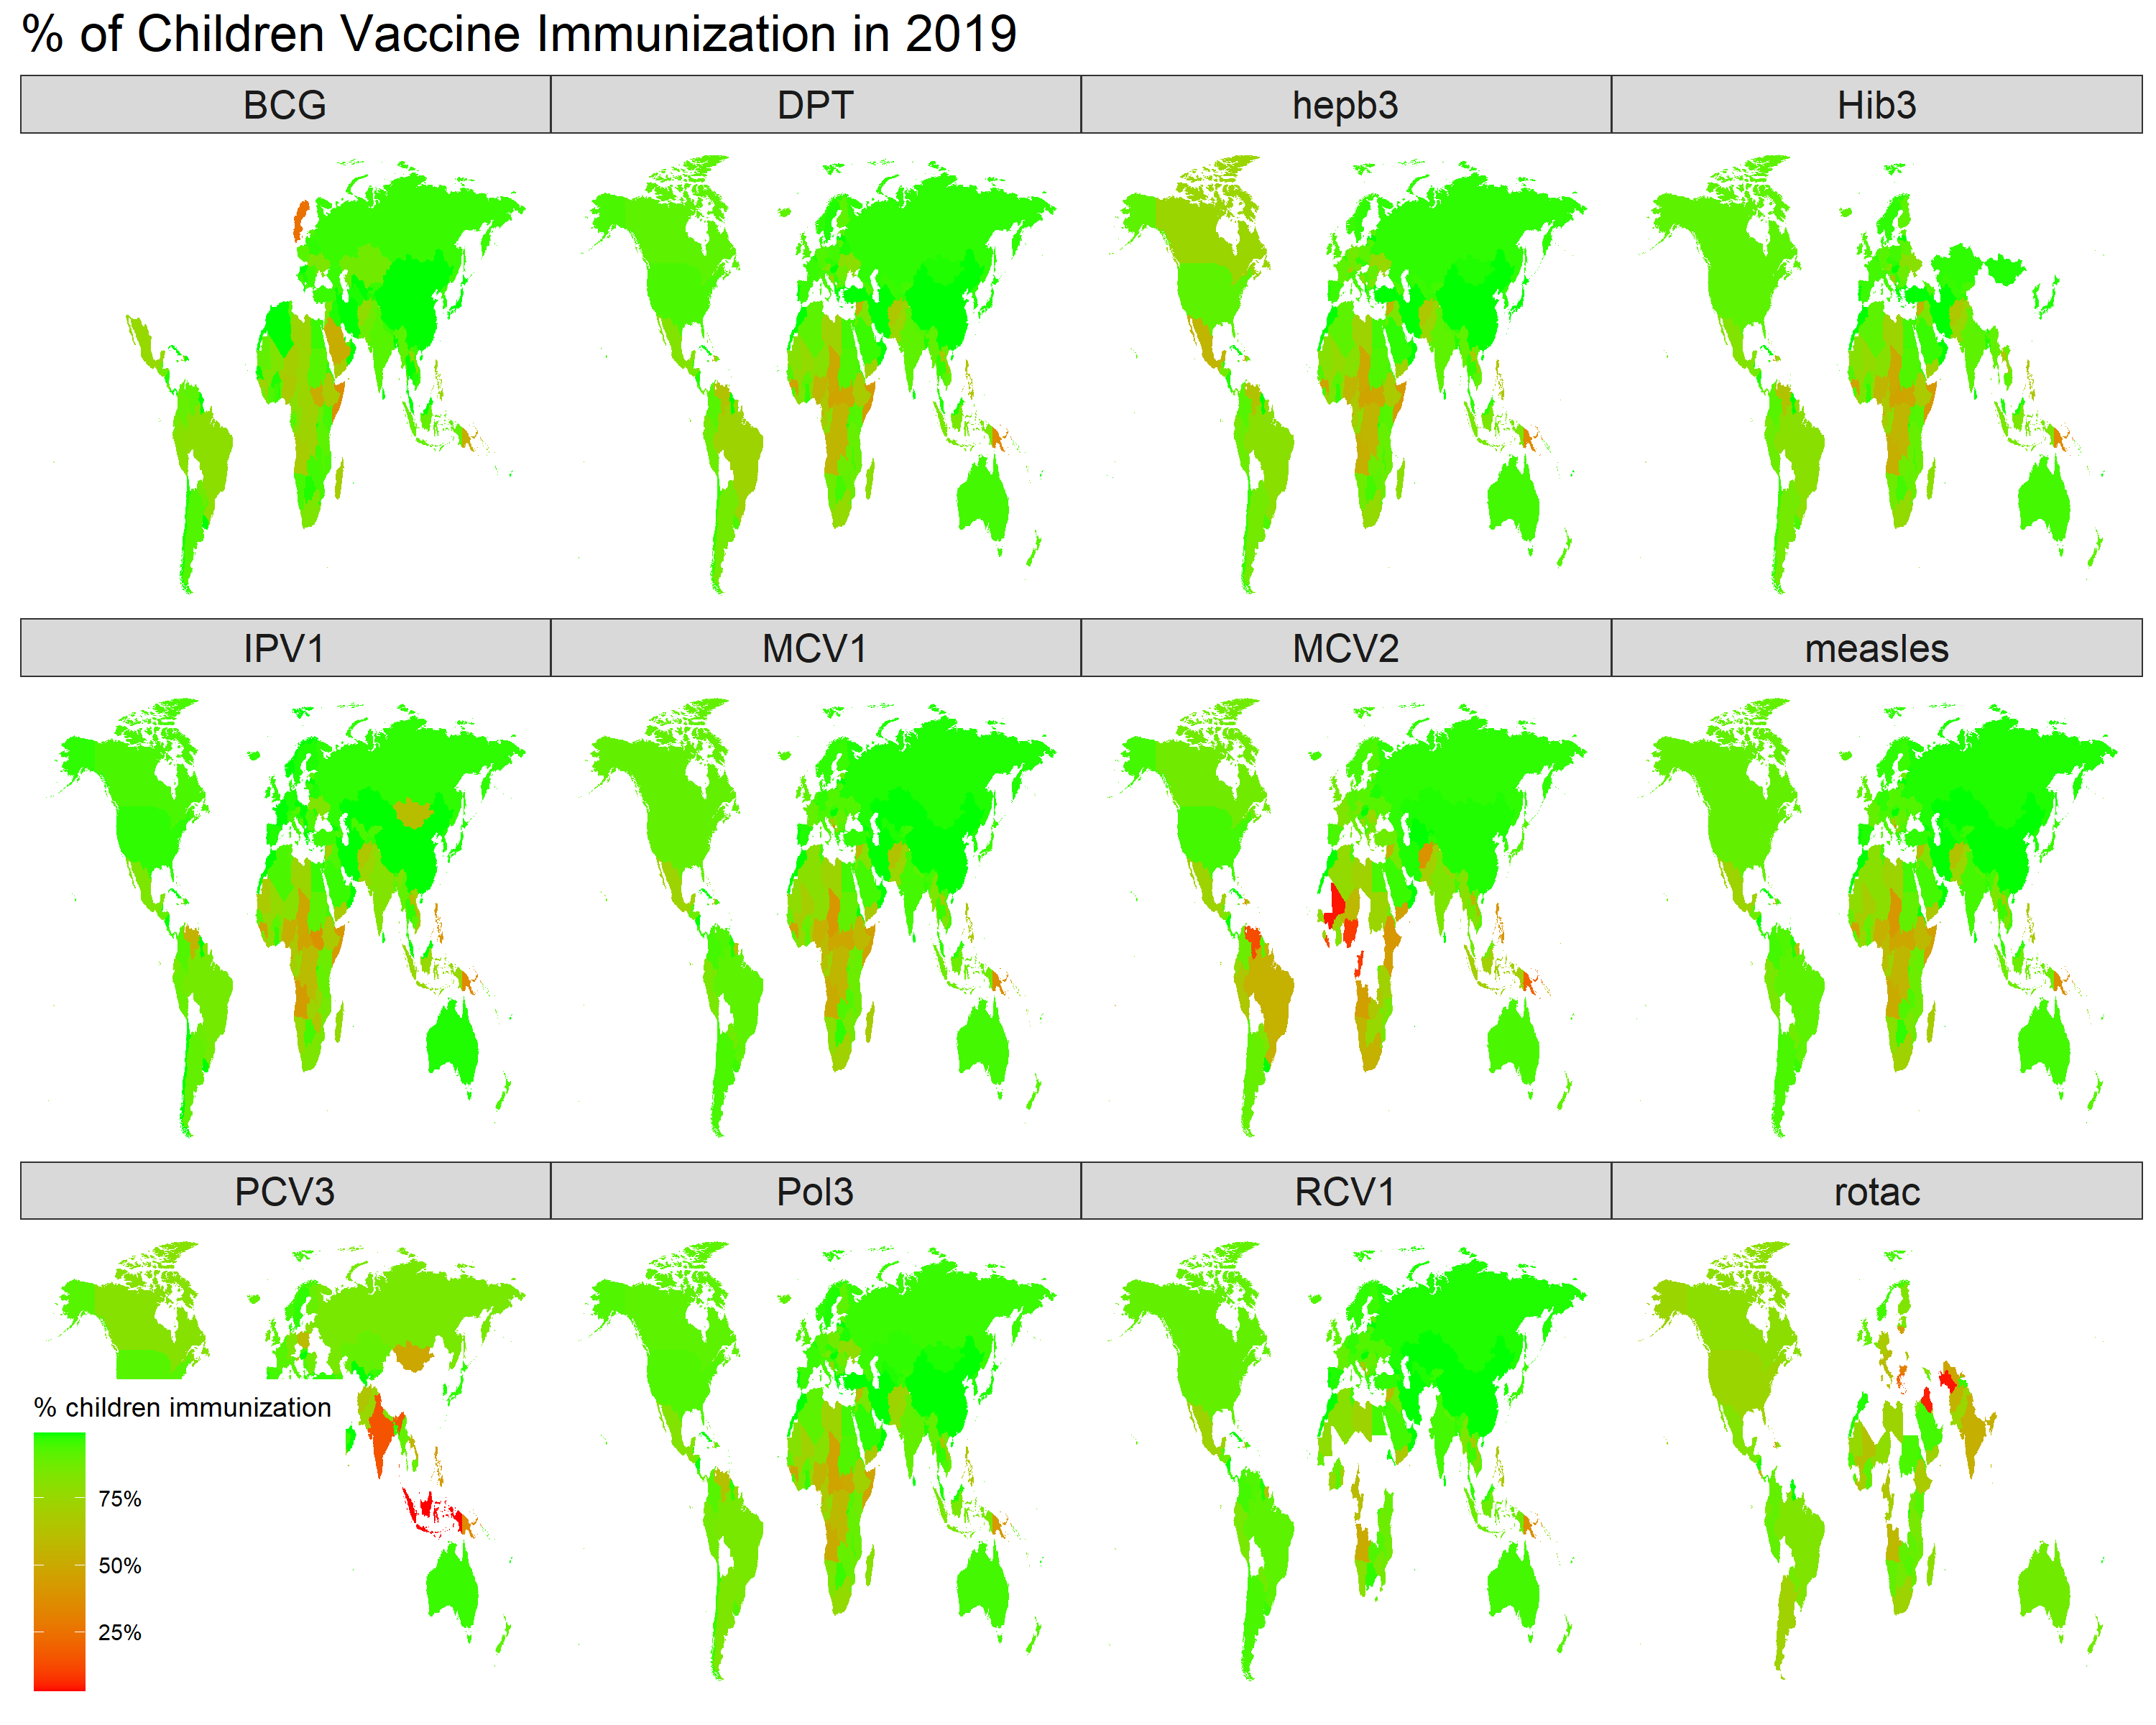 % of Children Vaccine Immunization in 2019
BCG
DPT
hepb3
Hib3
IPV1
MCV1
MCV2
measles
PCV3
Pol3
RCV1
rotac
% children immunization
75%
50%
25%